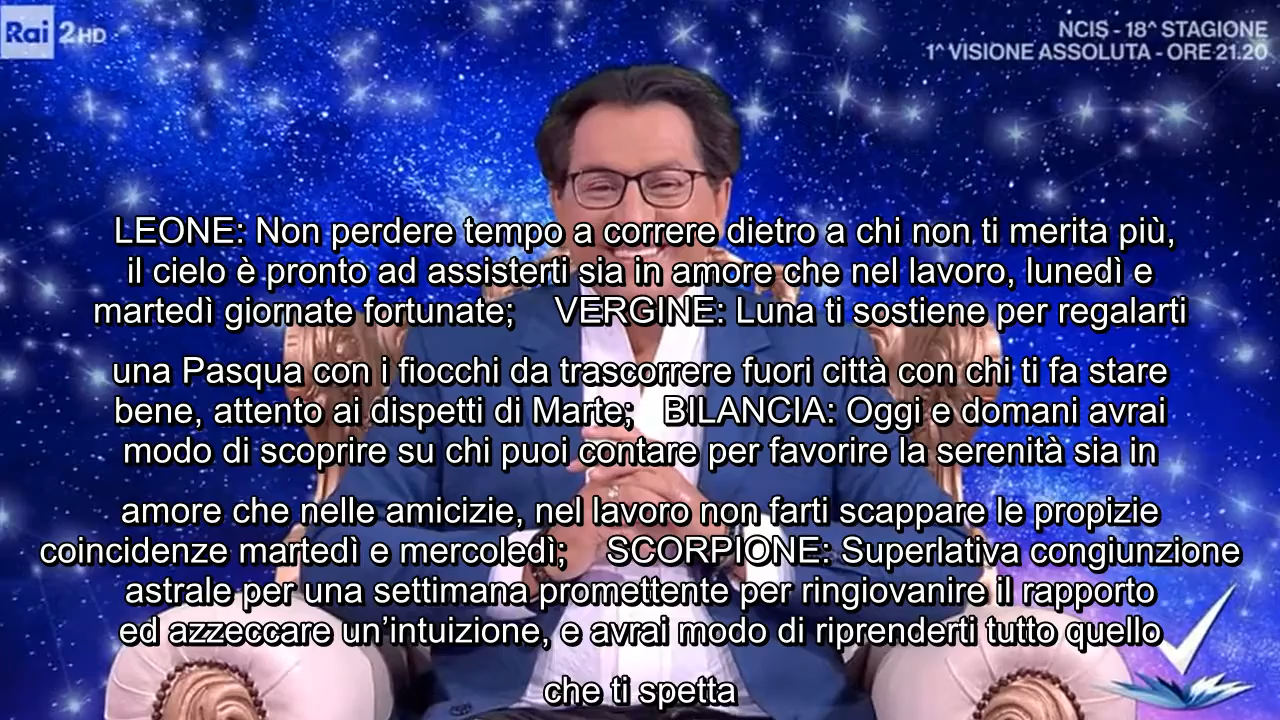 Rai 2HD
NCIS - 18^ STAGIONE
1^ VISIONE ASSOLUTA - ORE 21.20
LEONE: Non perdere tempo a correre dietro a chi non ti merita più,
il cielo è pronto ad assisterti sia in amore che nel lavoro, lunedì e
martedì giornate fortunate; VERGINE: Luna ti sostiene per regalarti
una Pasqua con i fiocchi da trascorrere fuori città con chi ti fa stare
bene, attento ai dispetti di Marte; BILANCIA: Oggi e domani avrai
modo di scoprire su chi puoi contare per favorire la serenità sia in
amore che nelle amicizie, nel lavoro non farti scappare le propizie
coincidenze martedì e mercoledì; SCORPIONE: Superlativa congiunzione
astrale per una settimana promettente per ringiovanire il rapporto
ed azzeccare un’intuizione, e avrai modo di riprenderti tutto quello
che ti spetta